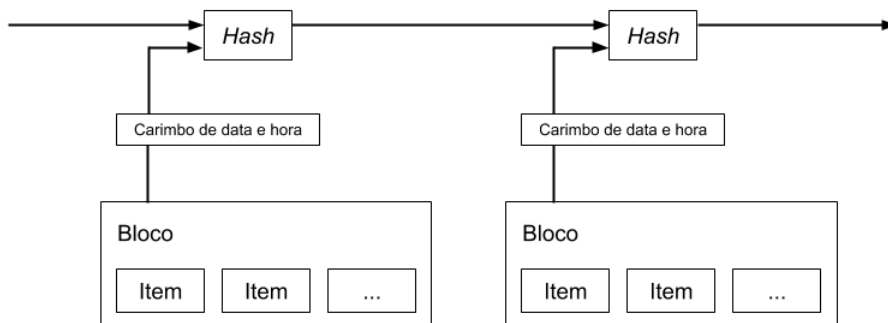 Hash
Hash
Carimbo de data e hora
Carimbo de data e hora
Bloco
Bloco
Item
Item
...
Item
Item
...